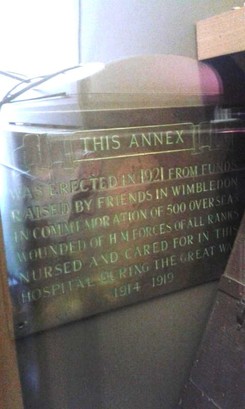 THIS ANNEX
WAS ERECTED IN 1921 FROM FUNDS
RAISED BY FRIENDS IN WIMBLEDON
IN COMMEMORATION OF 500 OVERSEAS
WOUNDED OF H.M. FORCES OF ALL RANKS
NURSED AND CARED FOR IN THIS
HOSPITAL DURING THE GREAT WAR
1914-1919